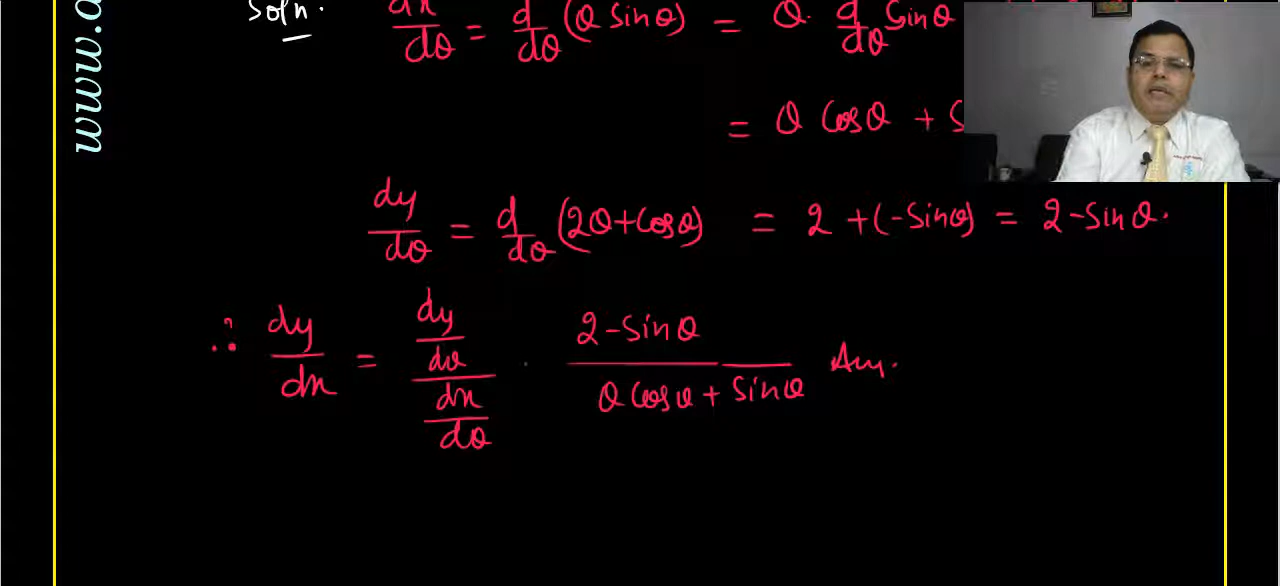 www.a
Soln.
dx/dθ = d/dθ (θ sinθ) = θ. d/dθ Sinθ
= θ Cosθ + S
dy/dθ = d/dθ (2θ+Cosθ) = 2 + (-Sinθ) = 2-Sinθ.
∴ dy/dx = (dy/dθ)/(dx/dθ) · (2-Sinθ)/(θ Cosθ + Sinθ) Ans.